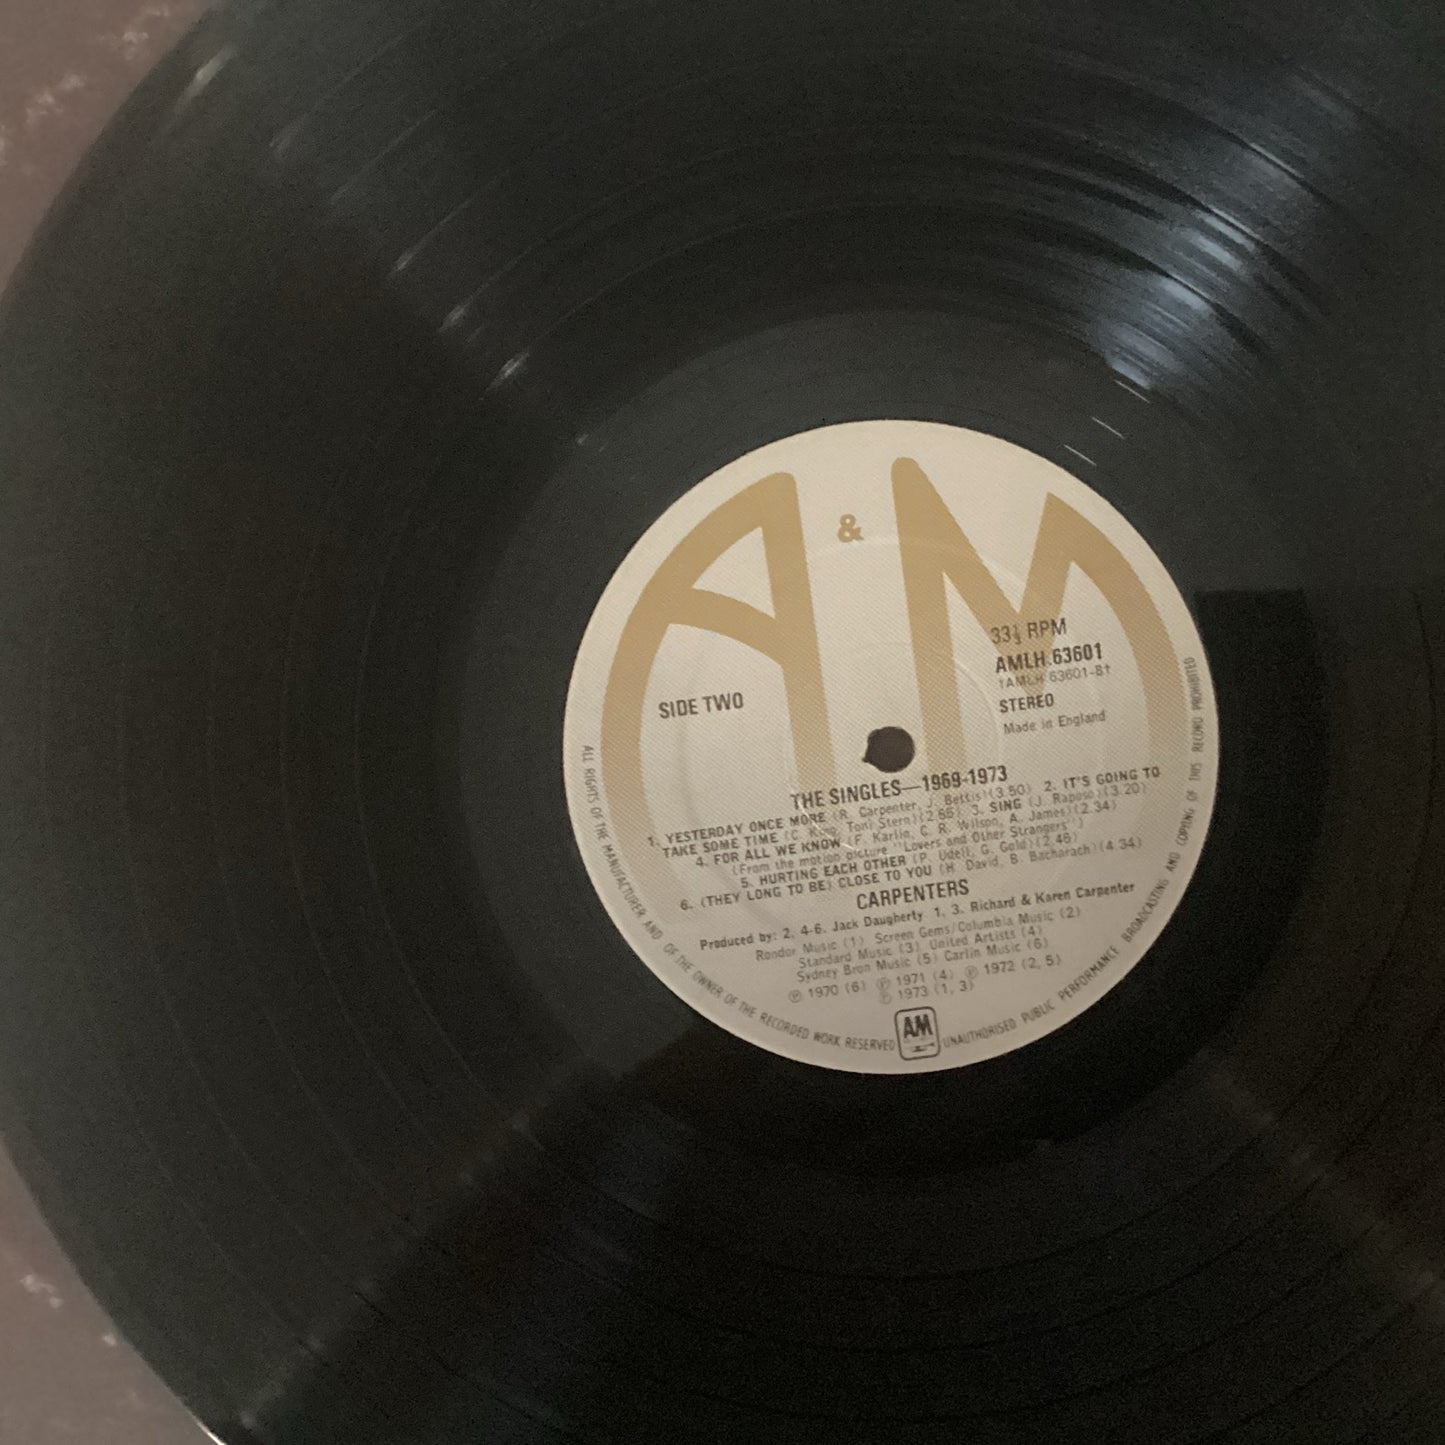 A & M
SIDE TWO
33⅓ RPM
AMLH 63601
†AMLH 63601-B†
STEREO
Made in England
THE SINGLES—1969-1973
1. YESTERDAY ONCE MORE (R. Carpenter, J. Bettis)(3.50) 2. IT'S GOING TO
TAKE SOME TIME (C. King, Toni Stern) 3. SING (J. Raposo)(3.20)
4. FOR ALL WE KNOW (F. Karlin, C. R. Wilson, A. James)(2.34)
(From the motion picture "Lovers and Other Strangers")
5. HURTING EACH OTHER (P. Udell, G. Geld)(2.46)
6. (THEY LONG TO BE) CLOSE TO YOU (H. David, B. Bacharach)(4.34)
CARPENTERS
Produced by: 2, 4-6. Jack Daugherty 1, 3. Richard & Karen Carpenter
Rondor Music (1) Screen Gems/Columbia Music (2)
Standard Music (3) United Artists (4)
Sydney Bron Music (5) Carlin Music (6)
℗ 1970 (6) ℗ 1971 (4) ℗ 1972 (2, 5)
℗ 1973 (1, 3)
ALL RIGHTS OF THE MANUFACTURER AND OF THE OWNER OF THE RECORDED WORK RESERVED
AM
UNAUTHORISED PUBLIC PERFORMANCE BROADCASTING AND COPYING OF THIS RECORD PROHIBITED